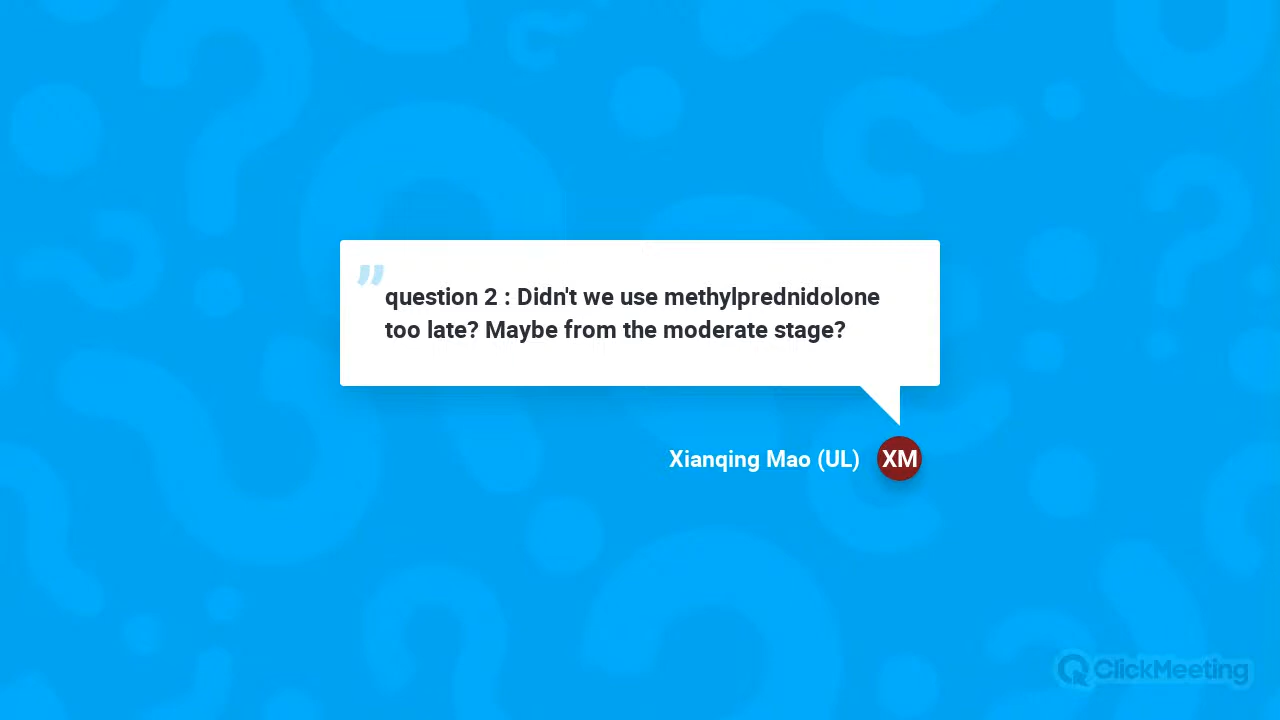 question 2 : Didn't we use methylprednidolone
too late? Maybe from the moderate stage?
Xianqing Mao (UL) XM
ClickMeeting